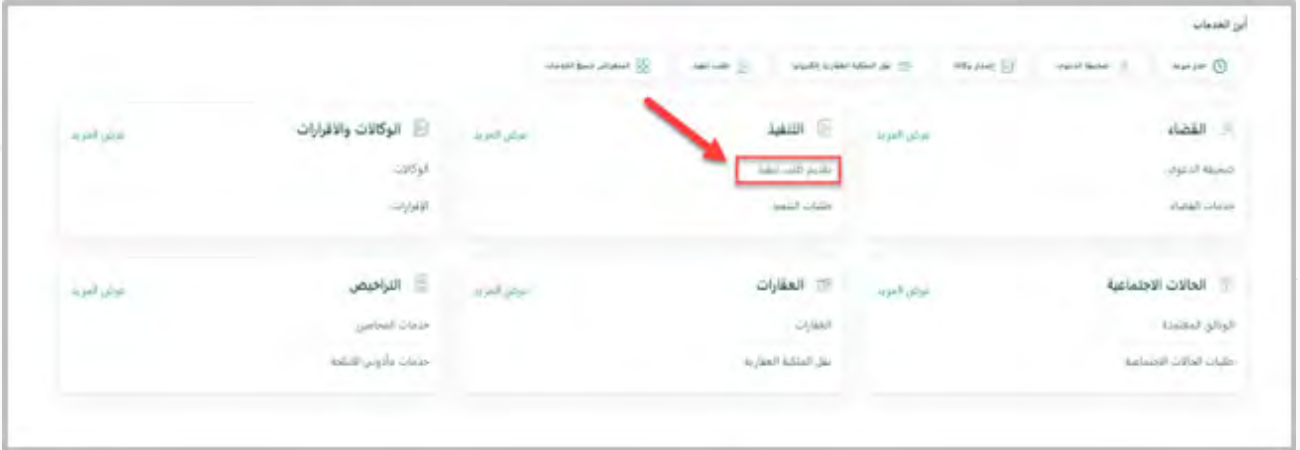 أبرز الخدمات
حجز موعد
صحيفة الدعوى
إصدار وكالة
نقل الملكية العقارية إلكترونيا
طلب تنفيذ
استعراض جميع الخدمات
القضاء
عرض المزيد
صحيفة الدعوى
خدمات القضاء
التنفيذ
عرض المزيد
تقديم طلب تنفيذ
طلبات التنفيذ
الوكالات والاقرارات
عرض المزيد
الوكالات
الإقرارات
الحالات الاجتماعية
عرض المزيد
الوثائق المعتمدة
طلبات الحالات الاجتماعية
العقارات
عرض المزيد
العقارات
نقل الملكية العقارية
التراخيص
عرض المزيد
خدمات المحامين
خدمات مأذوني الأنكحة